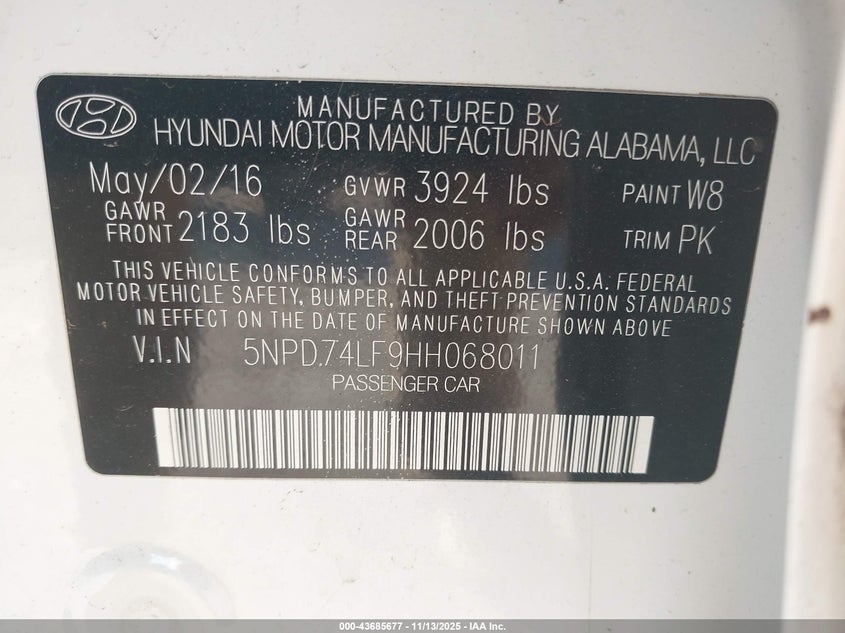 MANUFACTURED BY
HYUNDAI MOTOR MANUFACTURING ALABAMA, LLC
May/02/16 GVWR 3924 lbs PAINT W8
GAWR FRONT 2183 lbs GAWR REAR 2006 lbs TRIM PK
THIS VEHICLE CONFORMS TO ALL APPLICABLE U.S.A. FEDERAL
MOTOR VEHICLE SAFETY, BUMPER, AND THEFT PREVENTION STANDARDS
IN EFFECT ON THE DATE OF MANUFACTURE SHOWN ABOVE
V.I.N 5NPD74LF9HH068011
PASSENGER CAR
000-43685677 - 11/13/2025 - IAA Inc.